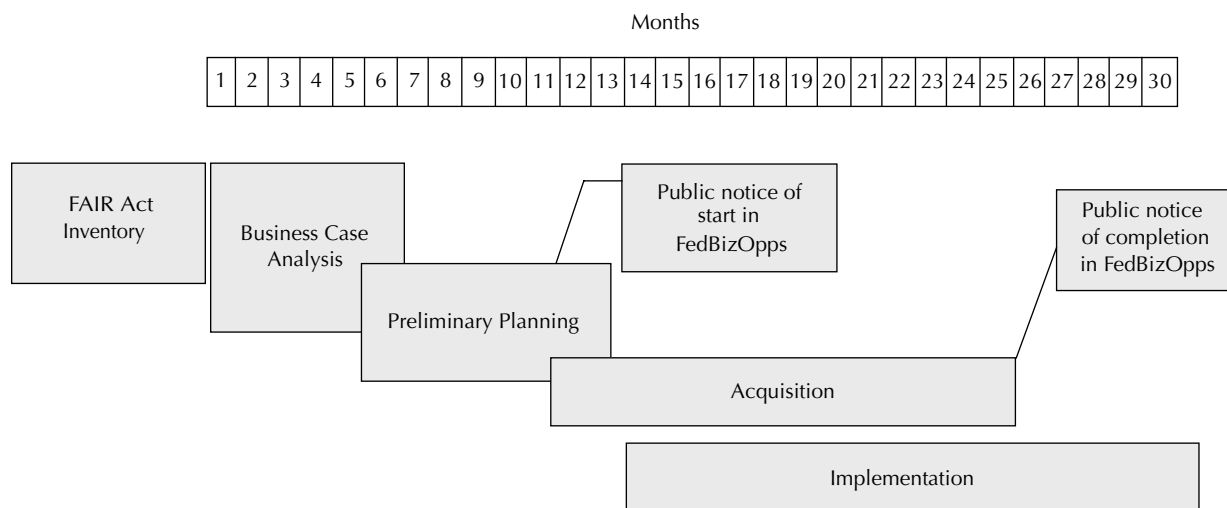 Months
1 2 3 4 5 6 7 8 9 10 11 12 13 14 15 16 17 18 19 20 21 22 23 24 25 26 27 28 29 30
FAIR Act
Inventory
Business Case
Analysis
Preliminary Planning
Public notice of
start in
FedBizOpps
Public notice
of completion
in FedBizOpps
Acquisition
Implementation